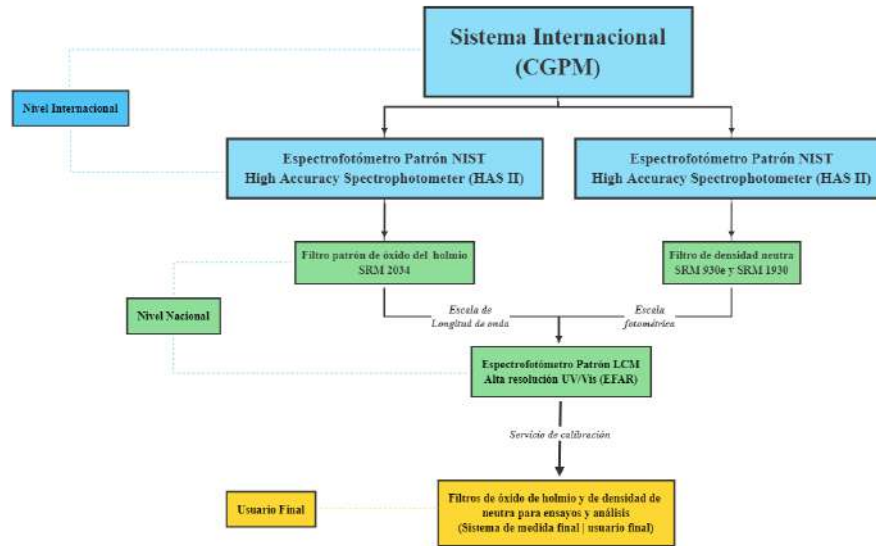 Sistema Internacional
(CGPM)
Nivel Internacional
Espectrofotómetro Patrón NIST
High Accuracy Spectrophotometer (HAS II)
Espectrofotómetro Patrón NIST
High Accuracy Spectrophotometer (HAS II)
Filtro patrón de óxido del holmio
SRM 2034
Filtro de densidad neutra
SRM 930e y SRM 1930
Nivel Nacional
Escala de
Longitud de onda
Escala
fotométrica
Espectrofotómetro Patrón LCM
Alta resolución UV/Vis (EFAR)
Servicio de calibración
Usuario Final
Filtros de óxido de holmio y de densidad de
neutra para ensayos y análisis
(Sistema de medida final | usuario final)